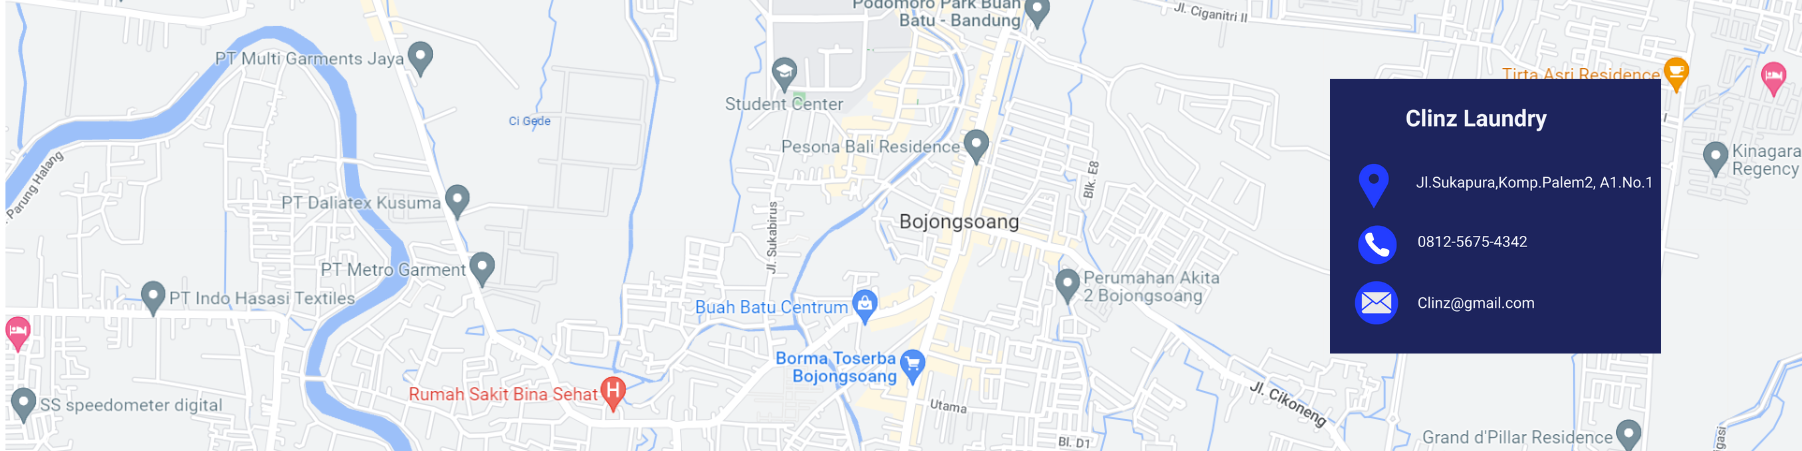 Podomoro Park Buah
Batu - Bandung
Jl. Ciganitri II
PT Multi Garments Jaya
Tirta Asri Residence
Student Center
Ci Gede
Clinz Laundry
Pesona Bali Residence
Kinagara
Regency
Parung Halang
Blk. E8
Jl.Sukapura,Komp.Palem2, A1.No.1
PT Daliatex Kusuma
Bojongsoang
Jl. Sukabirus
0812-5675-4342
PT Metro Garment
Perumahan Akita
2 Bojongsoang
PT Indo Hasasi Textiles
Buah Batu Centrum
Clinz@gmail.com
Borma Toserba
Bojongsoang
Rumah Sakit Bina Sehat
H
SS speedometer digital
Utama
Jl. Cikoneng
Bl. D1
Grand d'Pillar Residence